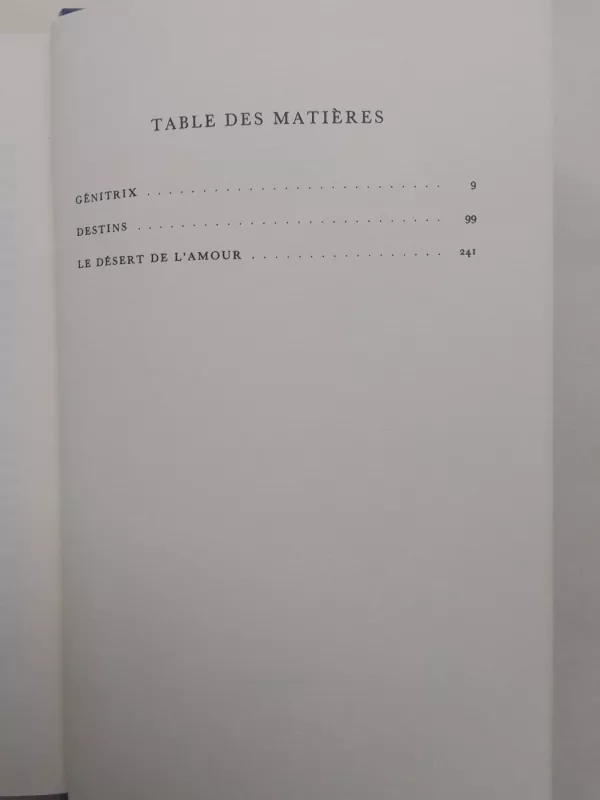 TABLE DES MATIÈRES
GÉNITRIX . . . . . . . . . . . . . . . . . . . . . . 9
DESTINS . . . . . . . . . . . . . . . . . . . . . . 99
LE DÉSERT DE L'AMOUR . . . . . . . . . . . . . . 241